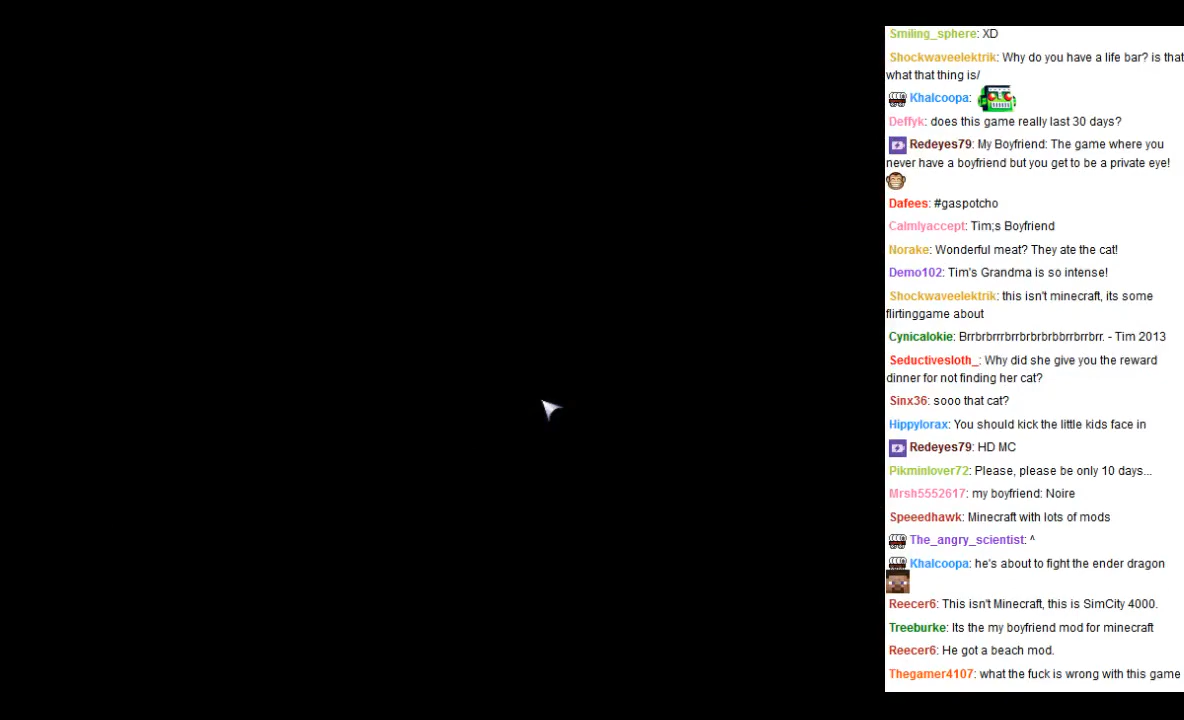 Smiling_sphere: XD
Shockwaveelektrik: Why do you have a life bar? is that
what that thing is/
Khalcoopa:
Deffyk: does this game really last 30 days?
Redeyes79: My Boyfriend: The game where you
never have a boyfriend but you get to be a private eye!
Dafees: #gaspotcho
Calmlyaccept: Tim;s Boyfriend
Norake: Wonderful meat? They ate the cat!
Demo102: Tim's Grandma is so intense!
Shockwaveelektrik: this isn't minecraft, its some
flirtinggame about
Cynicalokie: Brrbrbrrrbrrbrbrbrbbrrbrrbrr. - Tim 2013
Seductivesloth_: Why did she give you the reward
dinner for not finding her cat?
Sinx36: sooo that cat?
Hippylorax: You should kick the little kids face in
Redeyes79: HD MC
Pikminlover72: Please, please be only 10 days...
Mrsh5552617: my boyfriend: Noire
Speeedhawk: Minecraft with lots of mods
The_angry_scientist: ^
Khalcoopa: he's about to fight the ender dragon
Reecer6: This isn't Minecraft, this is SimCity 4000.
Treeburke: Its the my boyfriend mod for minecraft
Reecer6: He got a beach mod.
Thegamer4107: what the fuck is wrong with this game